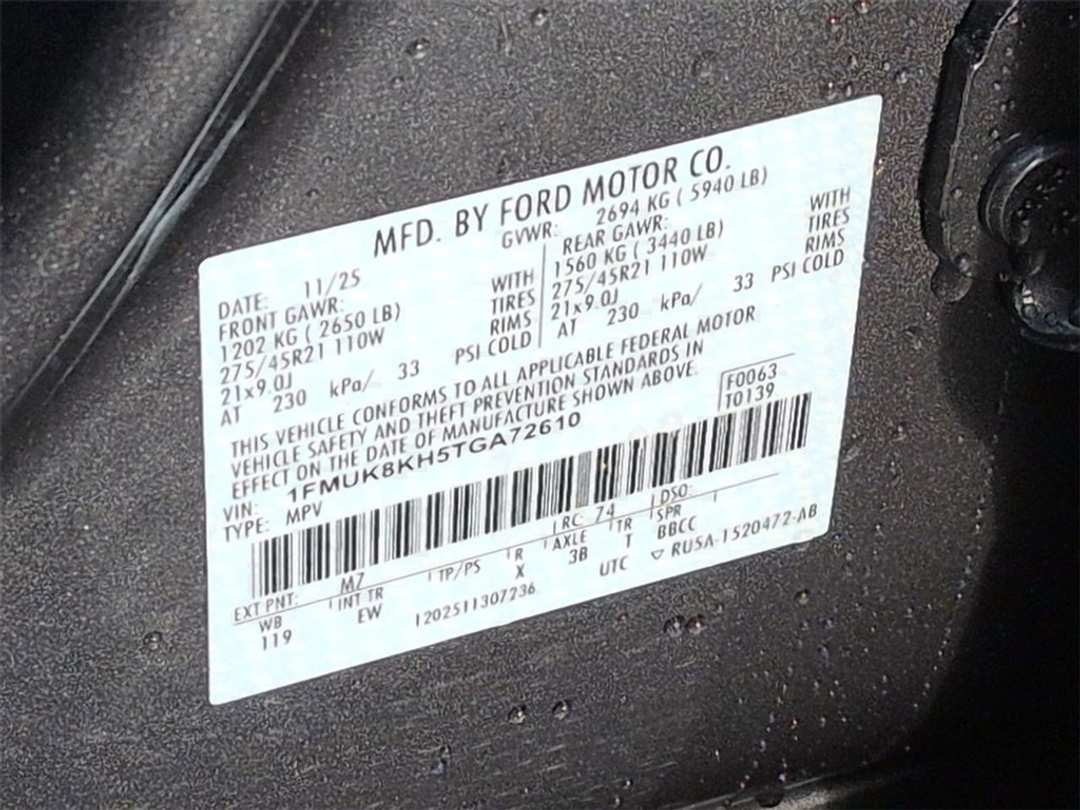 MFD. BY FORD MOTOR CO.
DATE: 11/25
GVWR: 2694 KG ( 5940 LB)
FRONT GAWR:
1202 KG ( 2650 LB) WITH
275/45R21 110W TIRES
21x9.0J RIMS
AT 230 kPa/ 33 PSI COLD
REAR GAWR:
1560 KG ( 3440 LB) WITH
275/45R21 110W TIRES
21x9.0J RIMS
AT 230 kPa/ 33 PSI COLD
THIS VEHICLE CONFORMS TO ALL APPLICABLE FEDERAL MOTOR
VEHICLE SAFETY AND THEFT PREVENTION STANDARDS IN
EFFECT ON THE DATE OF MANUFACTURE SHOWN ABOVE.
F0063
T0139
VIN: 1FMUK8KH5TGA72610
TYPE: MPV
EXT PNT: M7 RC: 74 DSO:
WB INT TR TP/PS R AXLE TR SPR
119 EW X 3B T BBCC
1202511307236 UTC ▽ RU5A-1520472-AB